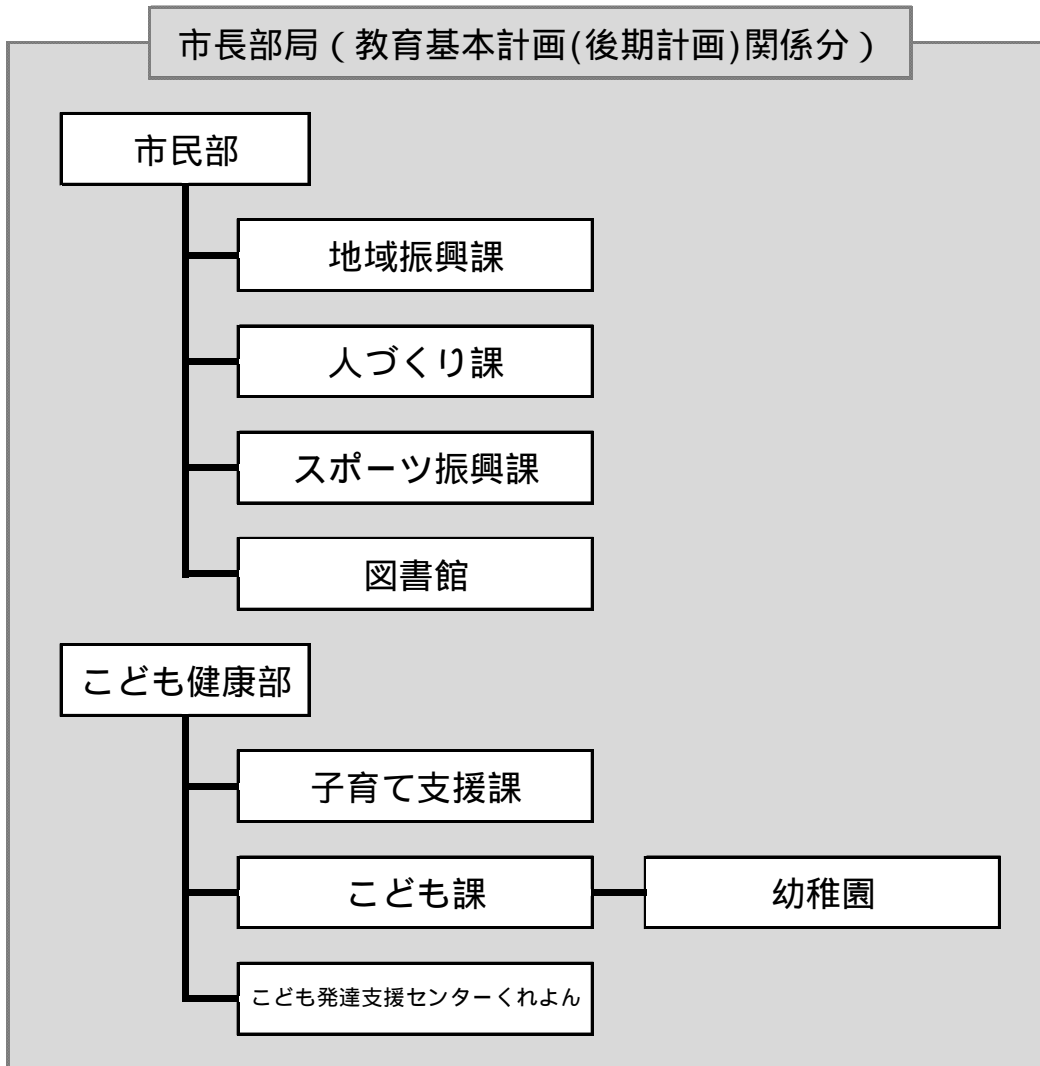 市長部局（教育基本計画(後期計画)関係分）
市民部
地域振興課
人づくり課
スポーツ振興課
図書館
こども健康部
子育て支援課
こども課
幼稚園
こども発達支援センターくれよん